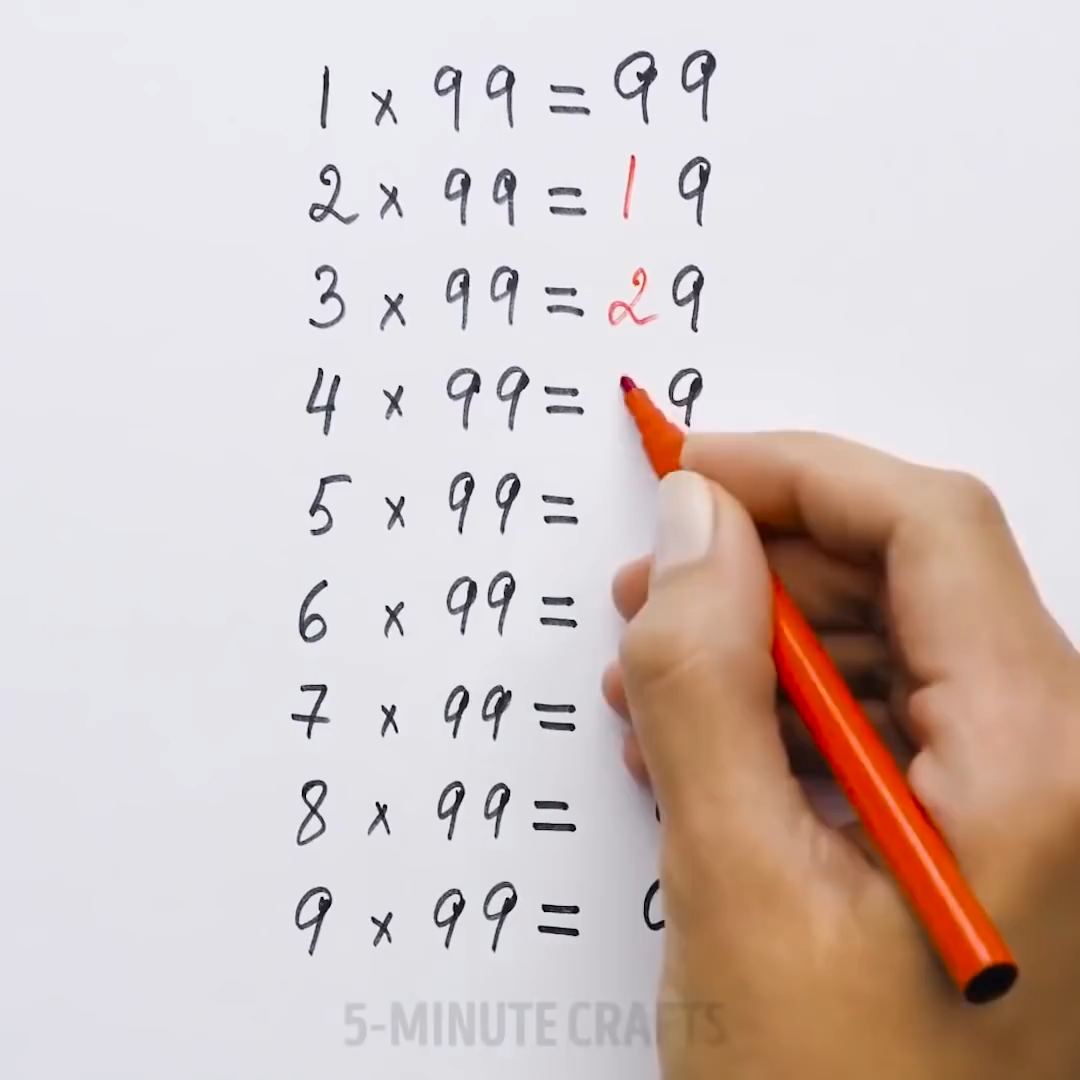 1 × 99 = 99
2 × 99 = 1 9
3 × 99 = 29
4 × 99 = 9
5 × 99 =
6 × 99 =
7 × 99 =
8 × 99 =
9 × 99 =
5-MINUTE CRAFTS